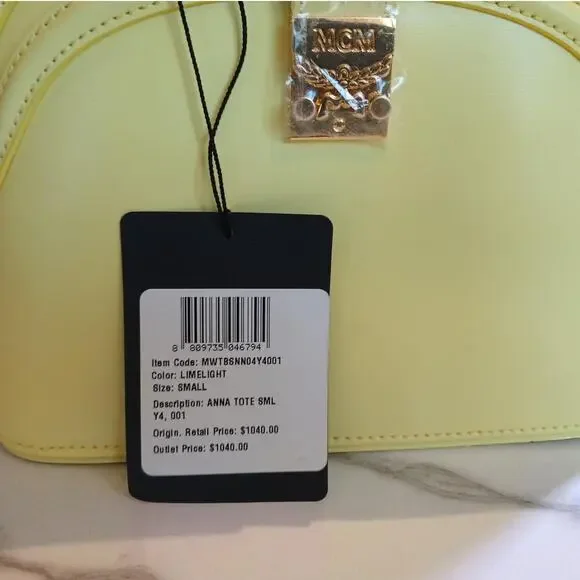 MCM
8 809735 046794
Item Code: MWTBSNN04Y4001
Color: LIMELIGHT
Size: SMALL
Description: ANNA TOTE SML
Y4, 001
Origin. Retail Price: $1040.00
Outlet Price: $1040.00